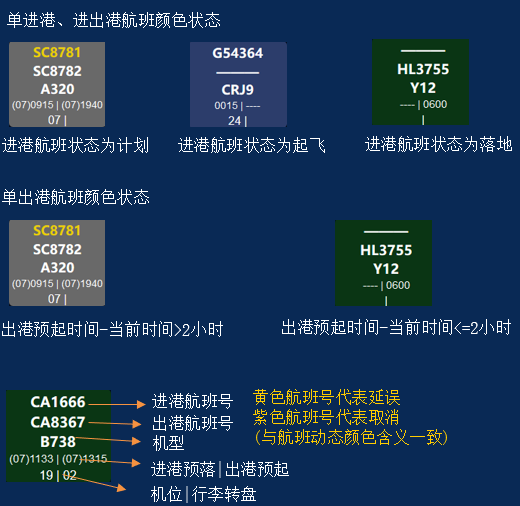 单进港、进出港航班颜色状态
SC8781
SC8782
A320
(07)0915 | (07)1940
07 |
进港航班状态为计划
G54364
———
CRJ9
0015 | ----
24 |
进港航班状态为起飞
———
HL3755
Y12
---- | 0600
|
进港航班状态为落地
单出港航班颜色状态
SC8781
SC8782
A320
(07)0915 | (07)1940
07 |
出港预起时间-当前时间>2小时
———
HL3755
Y12
---- | 0600
|
出港预起时间-当前时间<=2小时
CA1666
CA8367
B738
(07)1133 | (07)1315
19 | 02
进港航班号
出港航班号
机型
进港预落|出港预起
机位|行李转盘
黄色航班号代表延误
紫色航班号代表取消
(与航班动态颜色含义一致)